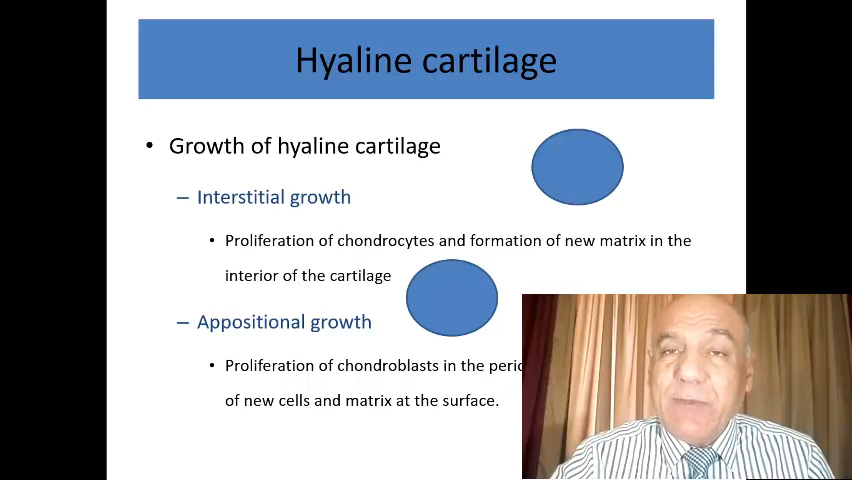 Hyaline cartilage
• Growth of hyaline cartilage
– Interstitial growth
• Proliferation of chondrocytes and formation of new matrix in the
interior of the cartilage
– Appositional growth
• Proliferation of chondroblasts in the
of new cells and matrix at the surface.